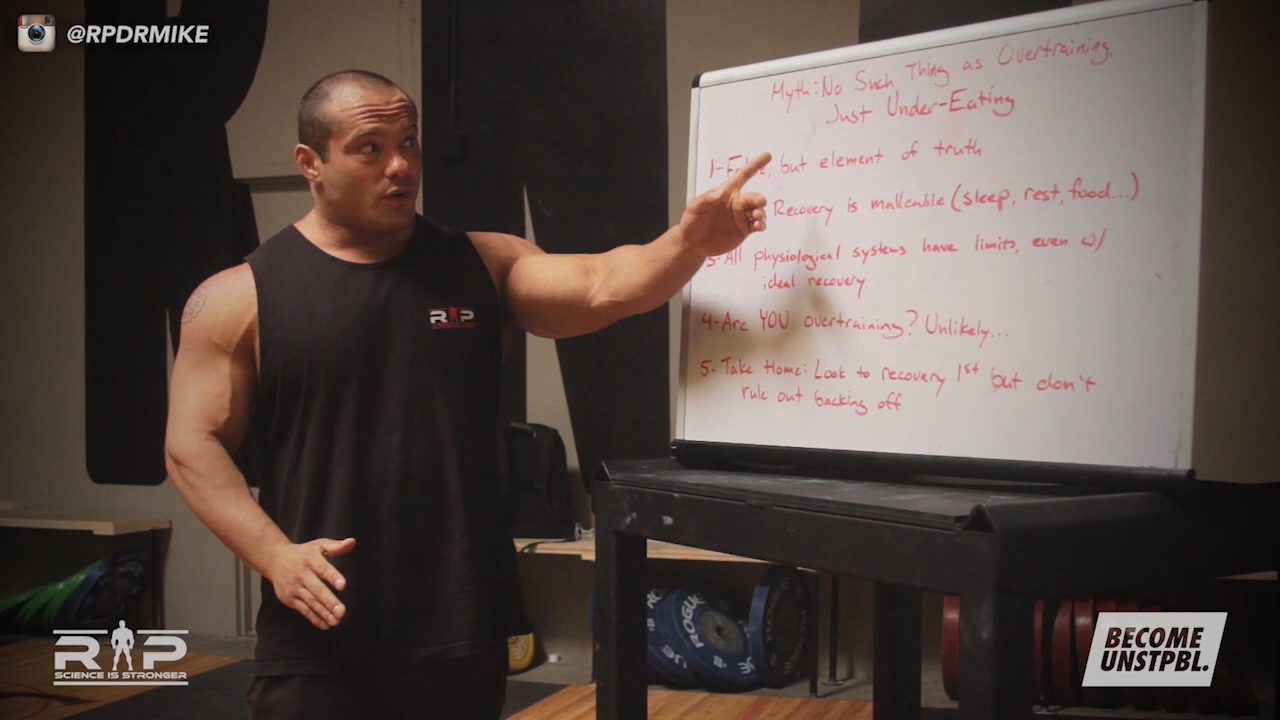 @RPDRMIKE
Myth: No Such Thing as Overtraining,
Just Under-Eating
1- , but element of truth
Recovery is malleable (sleep, rest, food...)
3- All physiological systems have limits, even w/
ideal recovery
4- Are YOU overtraining? Unlikely...
5- Take Home: Look to recovery 1st but don't
rule out backing off
RP
ROGUE
RP
SCIENCE IS STRONGER
BECOME
UNSTPBL.